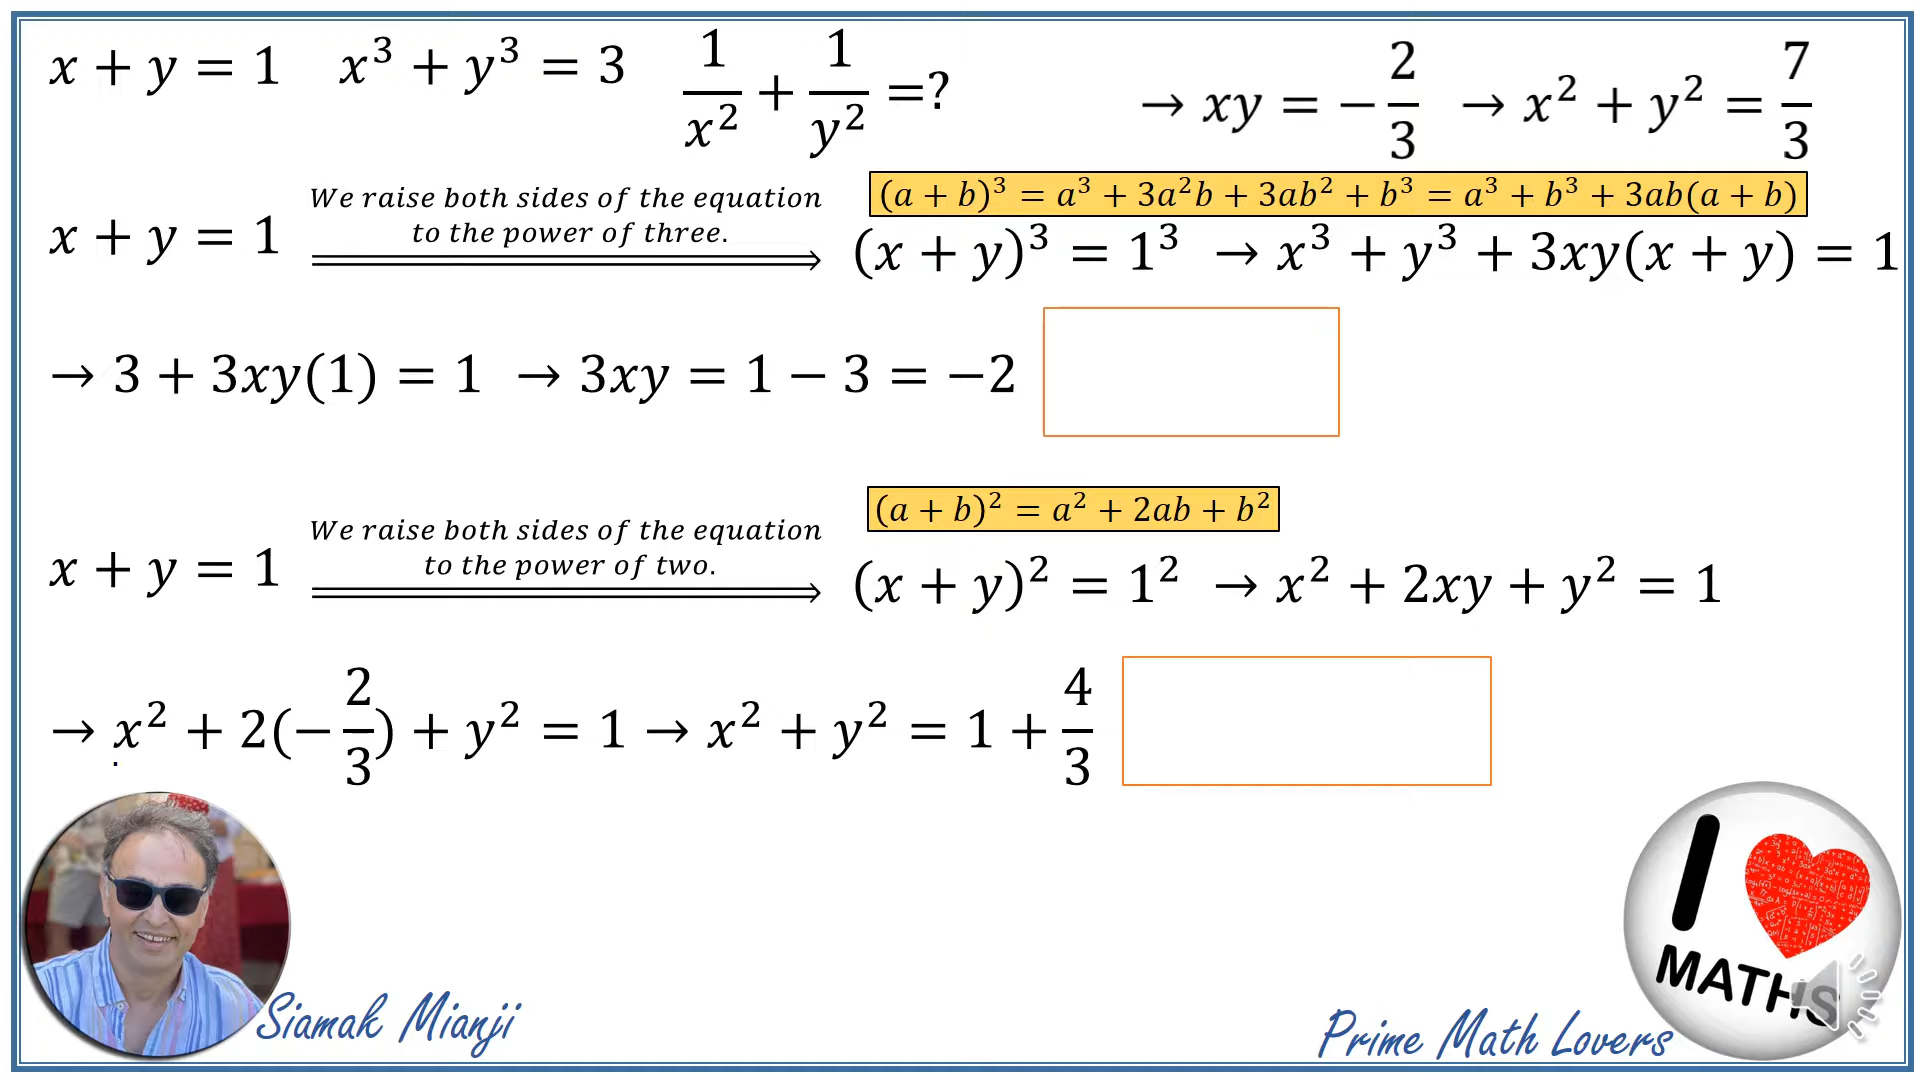 x + y = 1   x³ + y³ = 3   1/x² + 1/y² =?   → xy = −2/3   → x² + y² = 7/3
(a + b)³ = a³ + 3a²b + 3ab² + b³ = a³ + b³ + 3ab(a + b)
x + y = 1
We raise both sides of the equation
to the power of three.
(x + y)³ = 1³ → x³ + y³ + 3xy(x + y) = 1
→ 3 + 3xy(1) = 1 → 3xy = 1 − 3 = −2
(a + b)² = a² + 2ab + b²
x + y = 1
We raise both sides of the equation
to the power of two.
(x + y)² = 1² → x² + 2xy + y² = 1
→ x² + 2(−2/3) + y² = 1 → x² + y² = 1 + 4/3
I
MATHS
Siamak Mianji
Prime Math Lovers